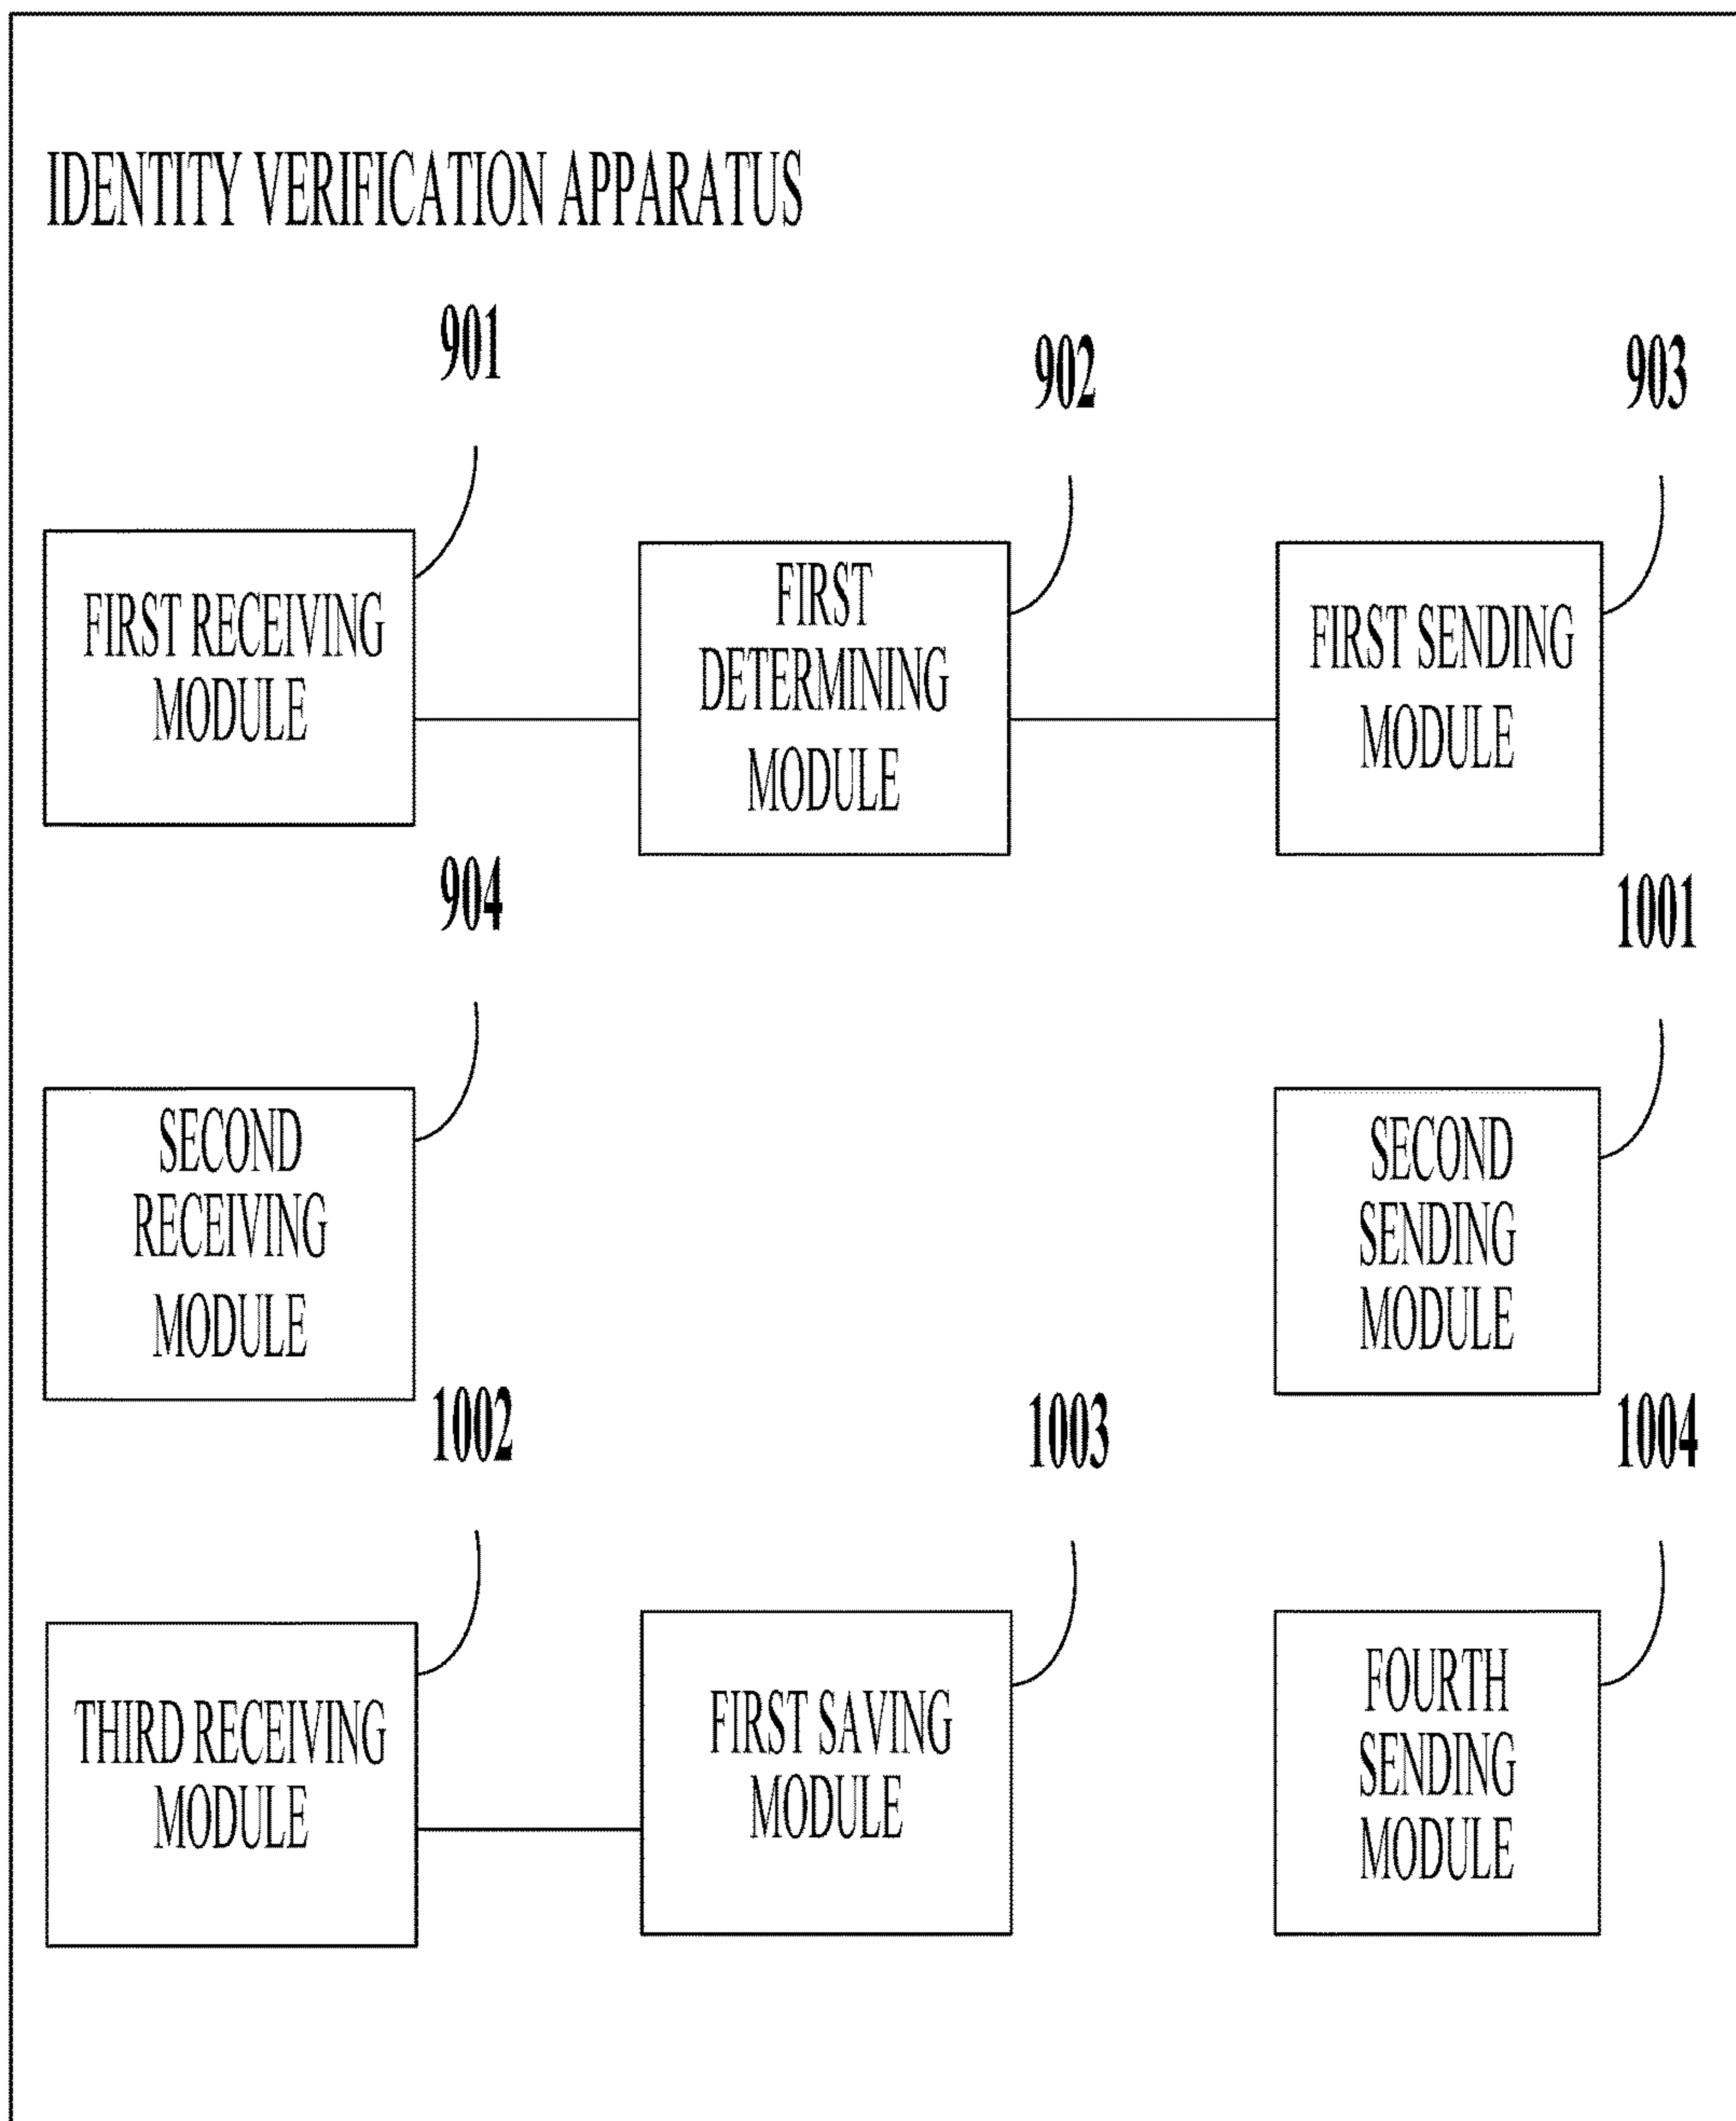 IDENTITY VERIFICATION APPARATUS
901
902
903
FIRST RECEIVING
MODULE
FIRST
DETERMINING
MODULE
FIRST SENDING
MODULE
904
1001
SECOND
RECEIVING
MODULE
SECOND
SENDING
MODULE
1002
1003
1004
THIRD RECEIVING
MODULE
FIRST SAVING
MODULE
FOURTH
SENDING
MODULE